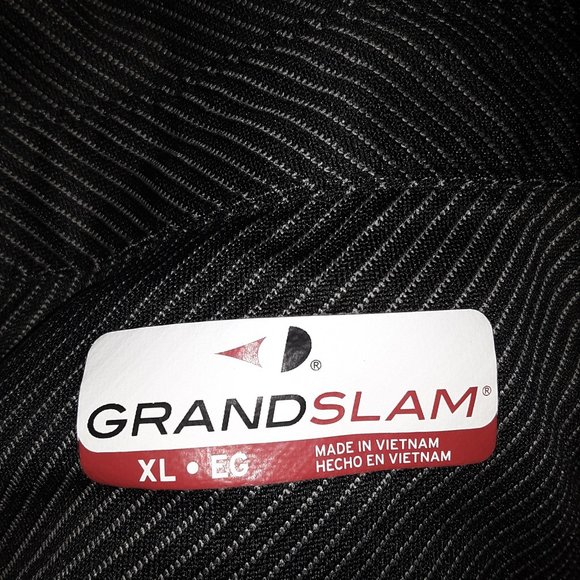 ®
GRANDSLAM®
XL • EG
MADE IN VIETNAM
HECHO EN VIETNAM